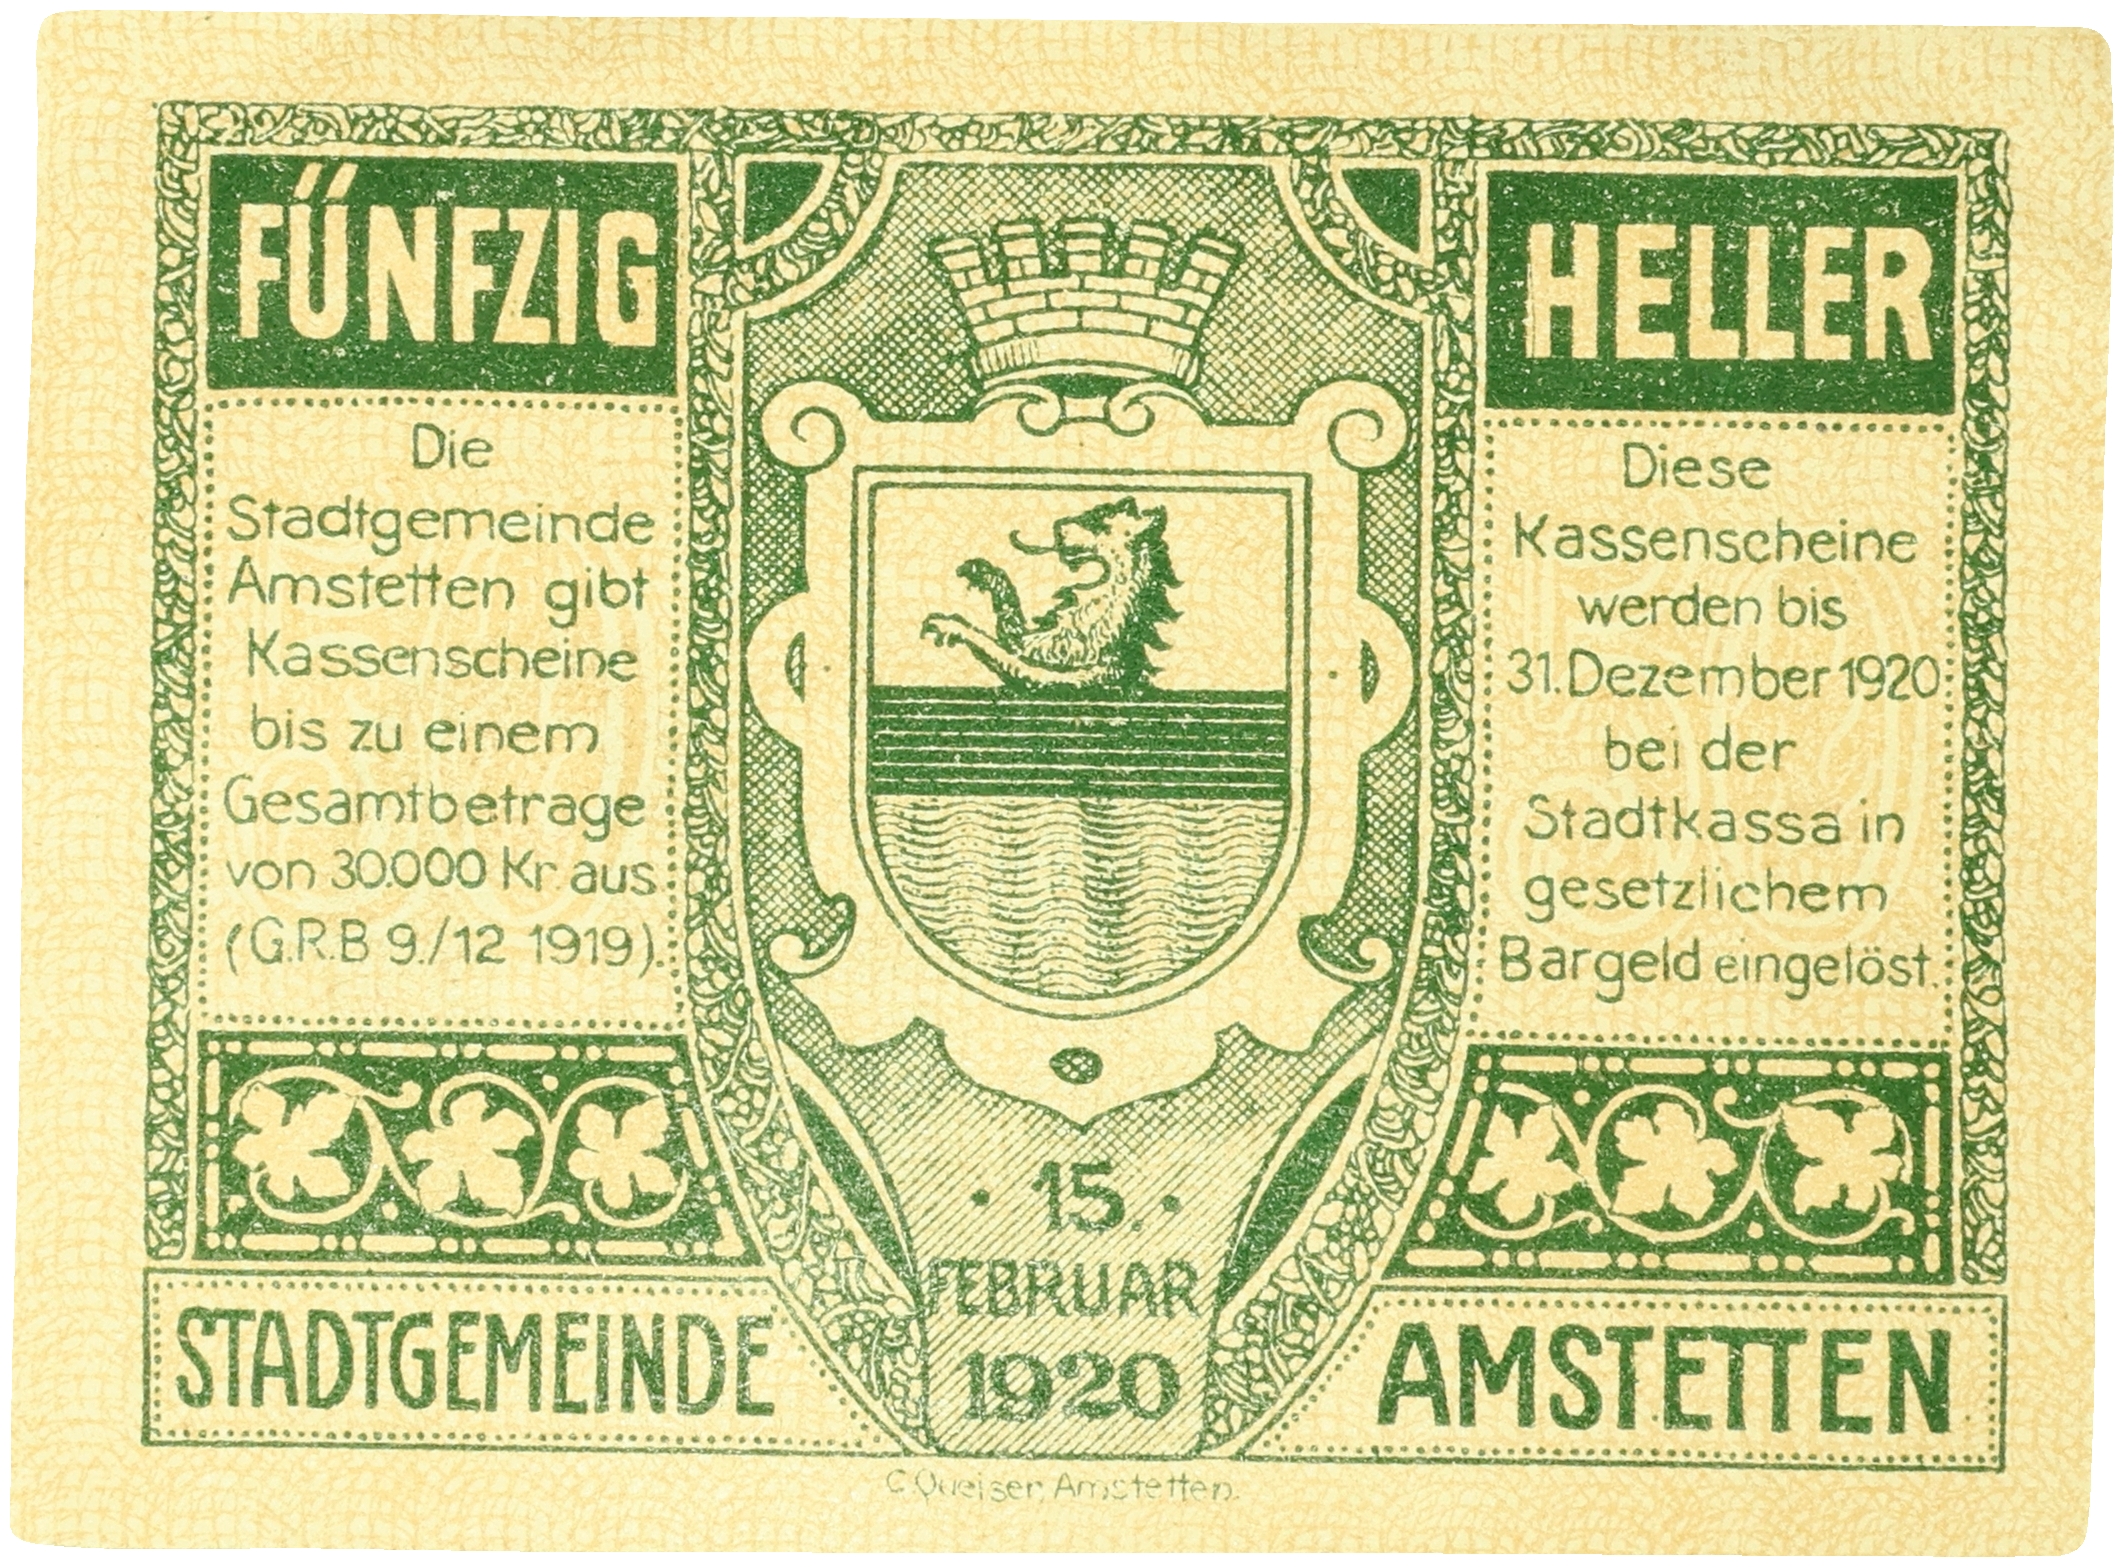 FÜNFZIG
Die
Stadtgemeinde
Amstetten gibt
Kassenscheine
bis zu einem
Gesamtbetrage
von 30.000 Kr. aus
(G.R.B 9./12 1919).
HELLER
Diese
Kassenscheine
werden bis
31. Dezember 1920
bei der
Stadtkassa in
gesetzlichem
Bargeld eingelöst.
· 15. ·
FEBRUAR
1920
STADTGEMEINDE
AMSTETTEN
C. Queiser, Amstetten.